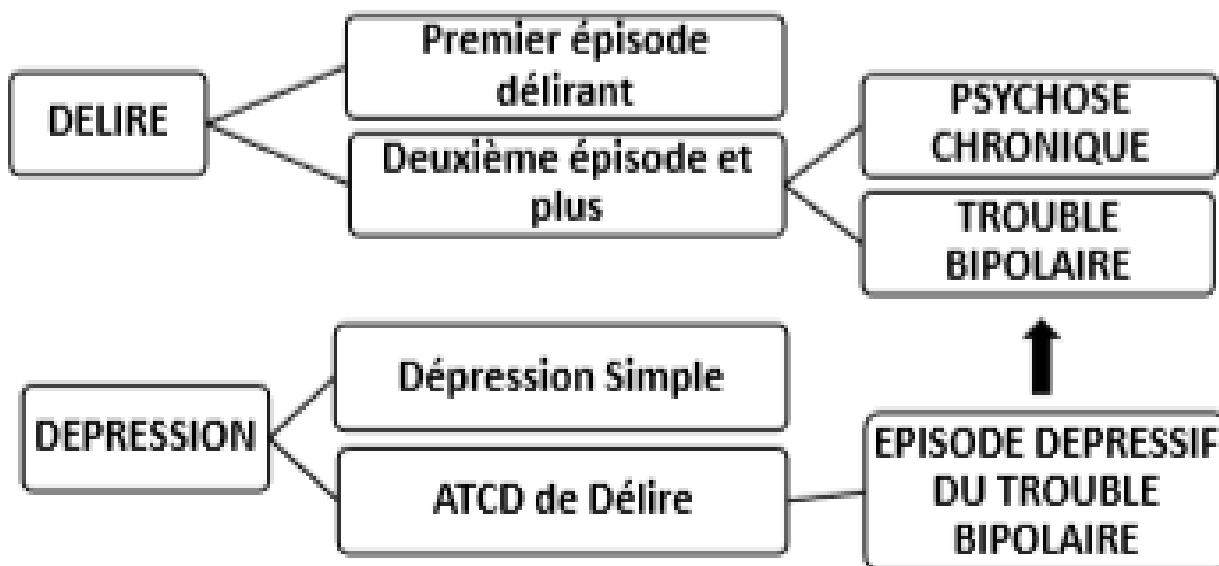 DELIRE
Premier épisode
délirant
Deuxième épisode et
plus
PSYCHOSE
CHRONIQUE
TROUBLE
BIPOLAIRE
DEPRESSION
Dépression Simple
ATCD de Délire
EPISODE DEPRESSIF
DU TROUBLE
BIPOLAIRE